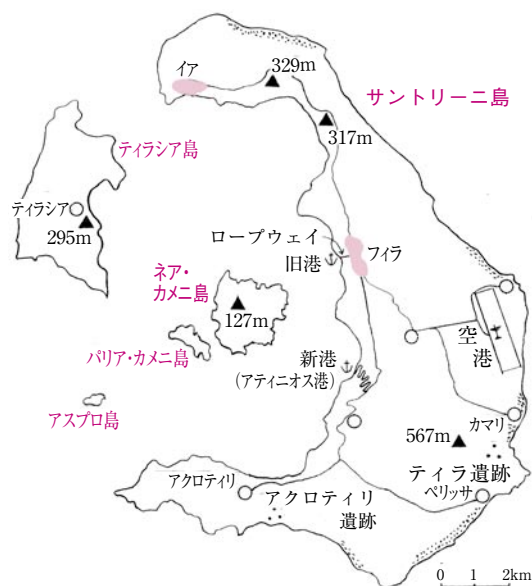 329m
イア
サントリーニ島
317m
ティラシア島
ティラシア
295m
ロープウェイ
旧港
フィラ
ネア・
カメニ島
127m
空
港
新港
(アティニオス港)
パリア・カメニ島
アスプロ島
カマリ
567m
ティラ遺跡
ペリッサ
アクロティリ
アクロティリ
遺跡
0 1 2km